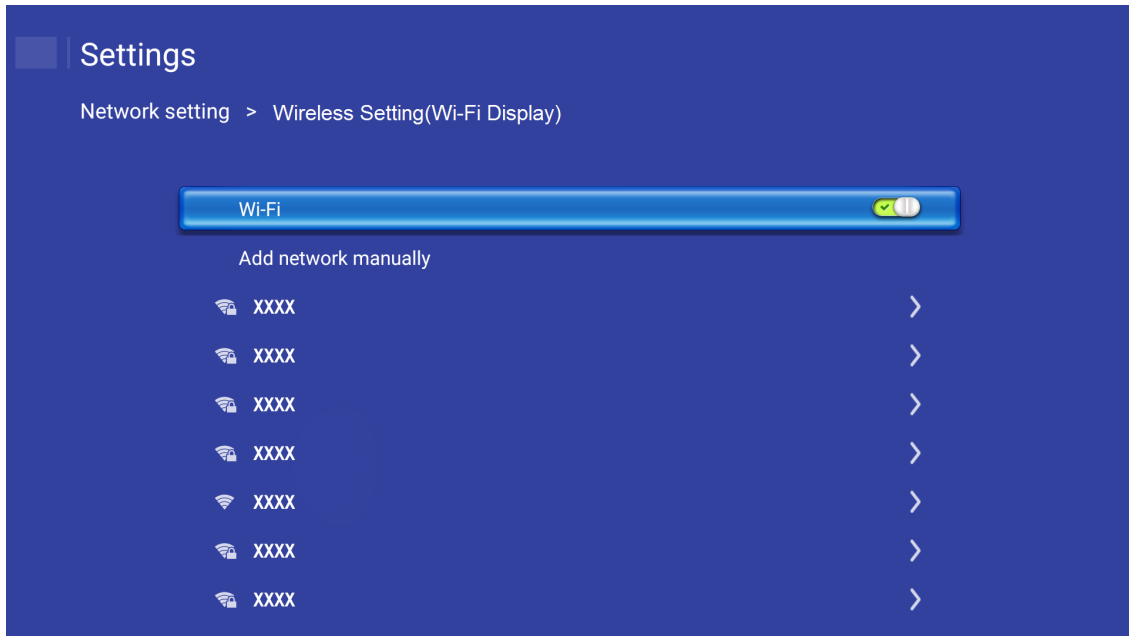 Settings
Network setting > Wireless Setting(Wi-Fi Display)
Wi-Fi
Add network manually
XXXX
XXXX
XXXX
XXXX
XXXX
XXXX
XXXX